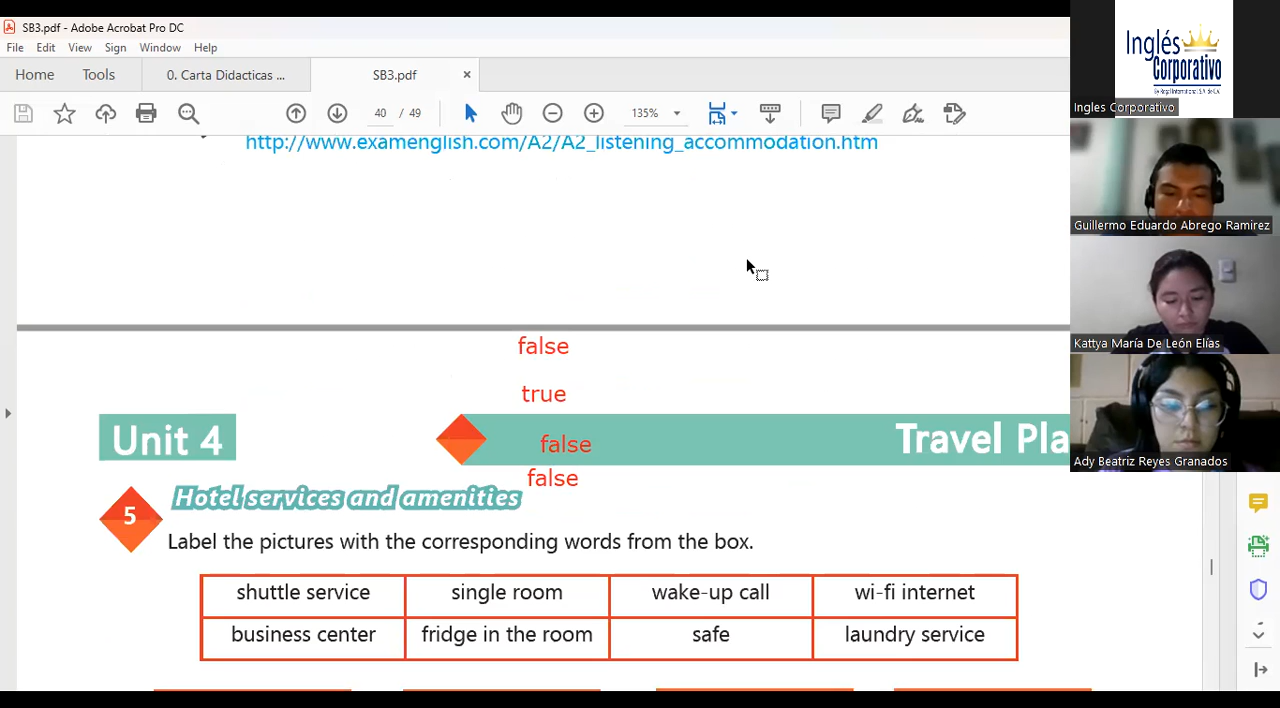 SB3.pdf - Adobe Acrobat Pro DC
File Edit View Sign Window Help
Home Tools 0. Carta Didacticas ... SB3.pdf ×
40 / 49 135%
http://www.examenglish.com/A2/A2_listening_accommodation.htm
false
true
Unit 4 false Travel Pla
false
Hotel services and amenities
5
Label the pictures with the corresponding words from the box.
shuttle service single room wake-up call wi-fi internet
business center fridge in the room safe laundry service
Inglés
Corporativo
Ingles Corporativo
Guillermo Eduardo Abrego Ramirez
Kattya María De León Elías
Ady Beatriz Reyes Granados